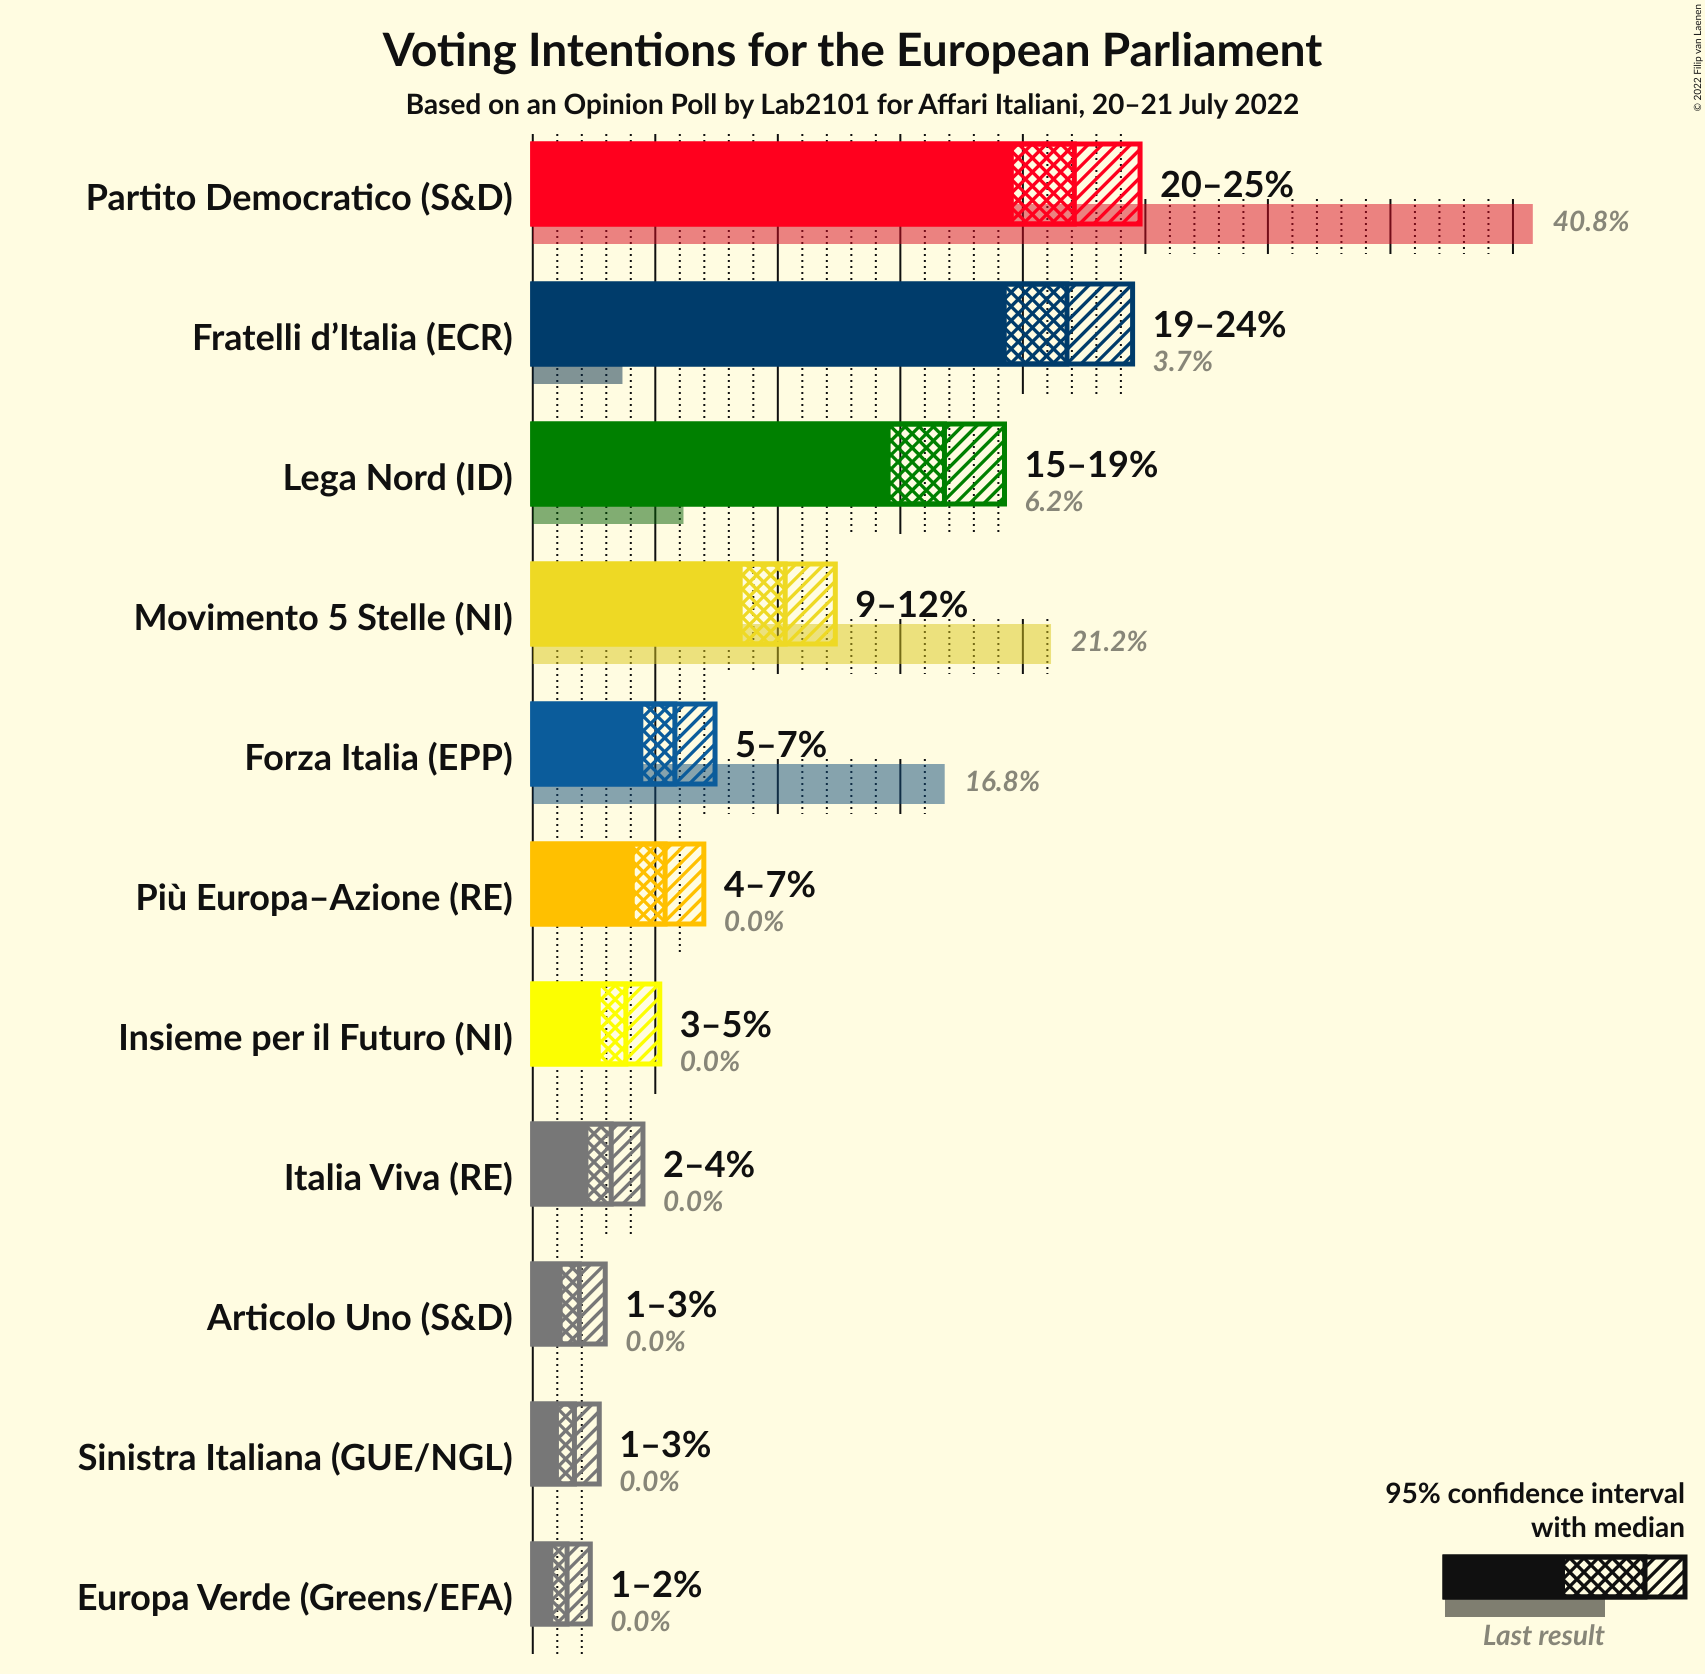 Voting Intentions for the European Parliament
Based on an Opinion Poll by Lab2101 for Affari Italiani, 20–21 July 2022
© 2022 Filip van Laenen
Partito Democratico (S&D)
20–25%
40.8%
Fratelli d’Italia (ECR)
19–24%
3.7%
Lega Nord (ID)
15–19%
6.2%
Movimento 5 Stelle (NI)
9–12%
21.2%
Forza Italia (EPP)
5–7%
16.8%
Più Europa–Azione (RE)
4–7%
0.0%
Insieme per il Futuro (NI)
3–5%
0.0%
Italia Viva (RE)
2–4%
0.0%
Articolo Uno (S&D)
1–3%
0.0%
Sinistra Italiana (GUE/NGL)
1–3%
0.0%
Europa Verde (Greens/EFA)
1–2%
0.0%
95% confidence interval
with median
Last result